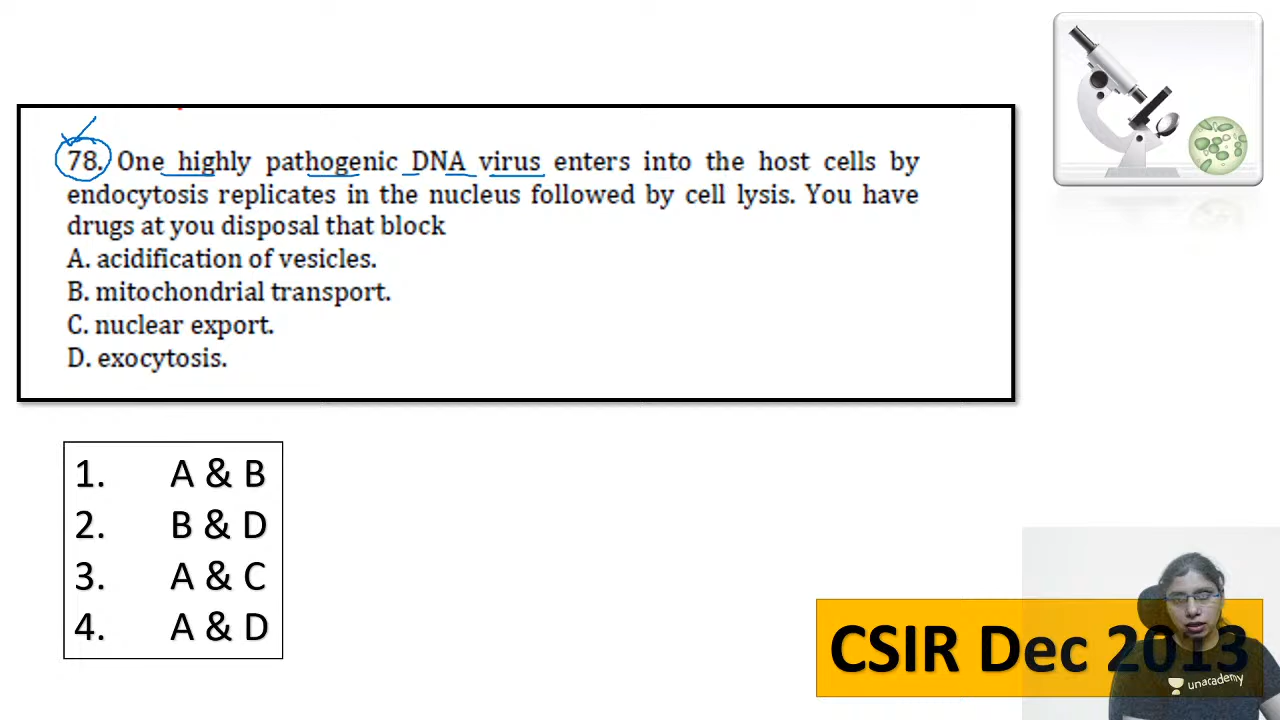 78. One highly pathogenic DNA virus enters into the host cells by
endocytosis replicates in the nucleus followed by cell lysis. You have
drugs at you disposal that block
A. acidification of vesicles.
B. mitochondrial transport.
C. nuclear export.
D. exocytosis.
1. A & B
2. B & D
3. A & C
4. A & D
CSIR Dec 2013
unacademy